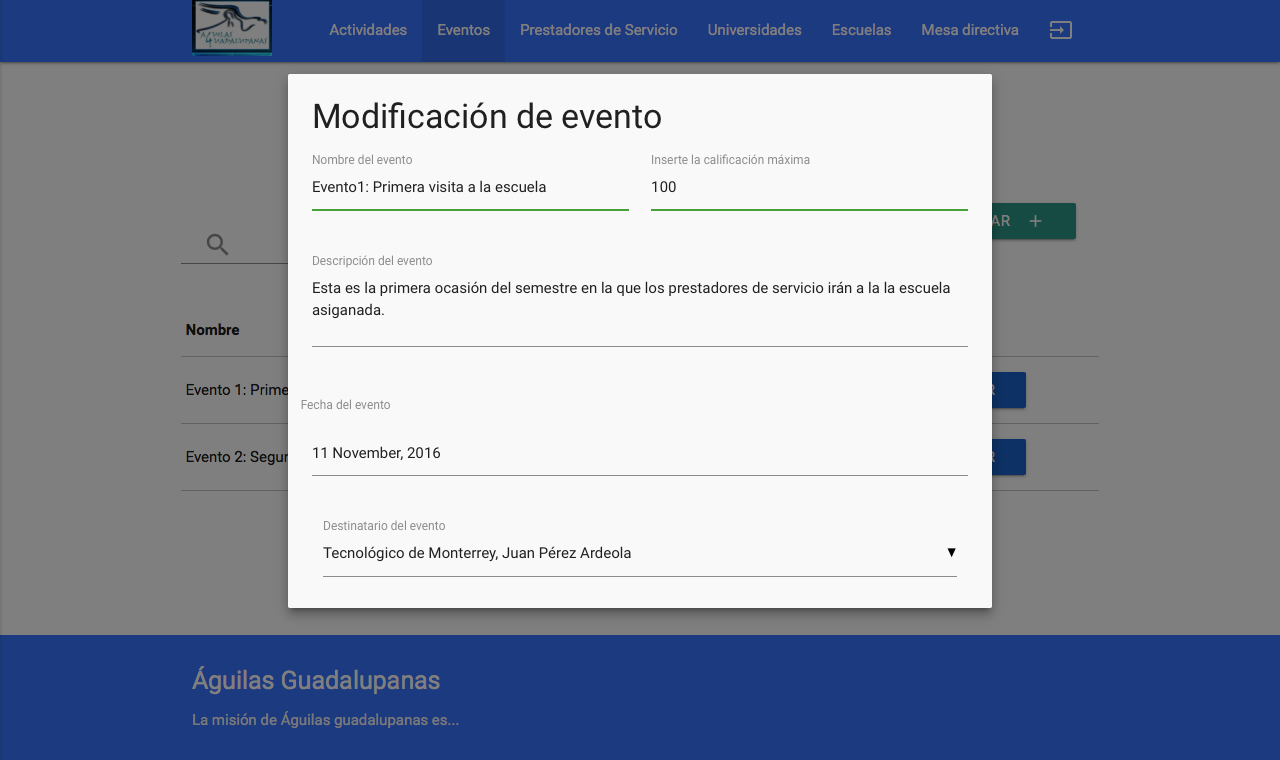 AGUILAS
GUADALUPANAS
Actividades Eventos Prestadores de Servicio Universidades Escuelas Mesa directiva
Modificación de evento
Nombre del evento Inserte la calificación máxima
Evento1: Primera visita a la escuela 100
AR +
Descripción del evento
Esta es la primera ocasión del semestre en la que los prestadores de servicio irán a la la escuela
asiganada.
Nombre
Evento 1: Prime R
Fecha del evento
11 November, 2016
Evento 2: Segur R
Destinatario del evento
Tecnológico de Monterrey, Juan Pérez Ardeola ▼
Águilas Guadalupanas
La misión de Águilas guadalupanas es...